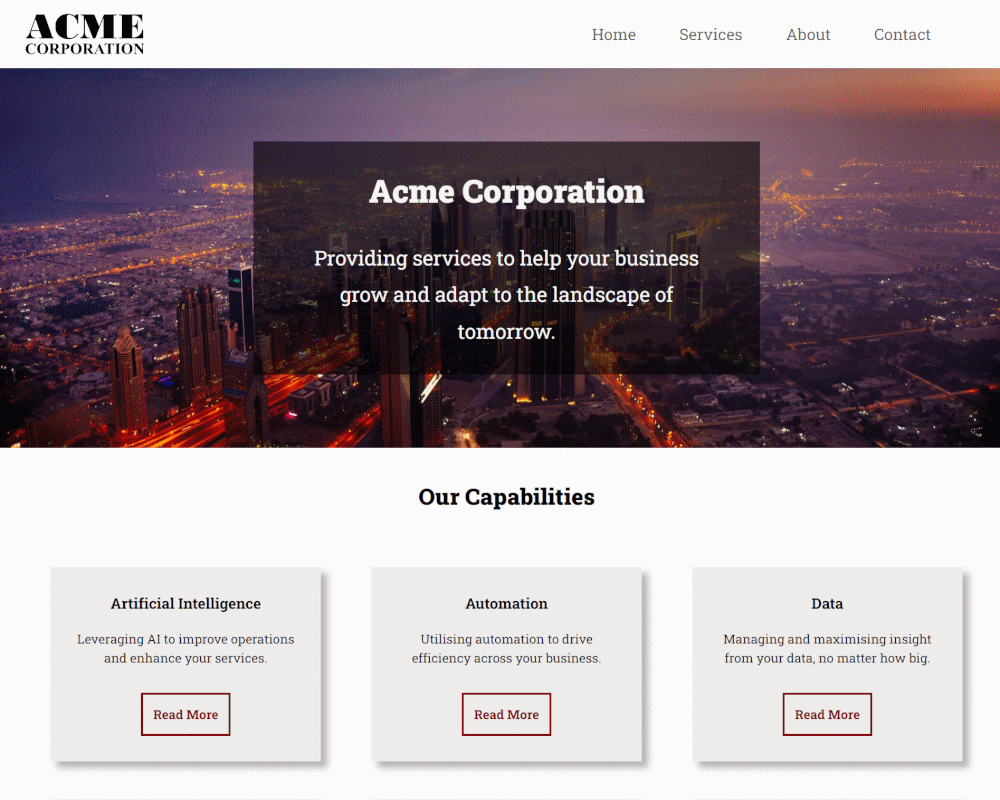 ACME
CORPORATION
Home Services About Contact
Acme Corporation
Providing services to help your business
grow and adapt to the landscape of
tomorrow.
Our Capabilities
Artificial Intelligence
Leveraging AI to improve operations
and enhance your services.
Read More
Automation
Utilising automation to drive
efficiency across your business.
Read More
Data
Managing and maximising insight
from your data, no matter how big.
Read More